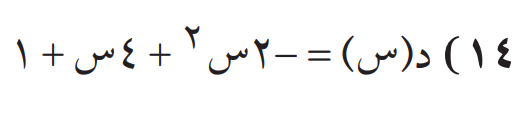 ١٤) د(س) = −٢س٢ + ٤س + ١